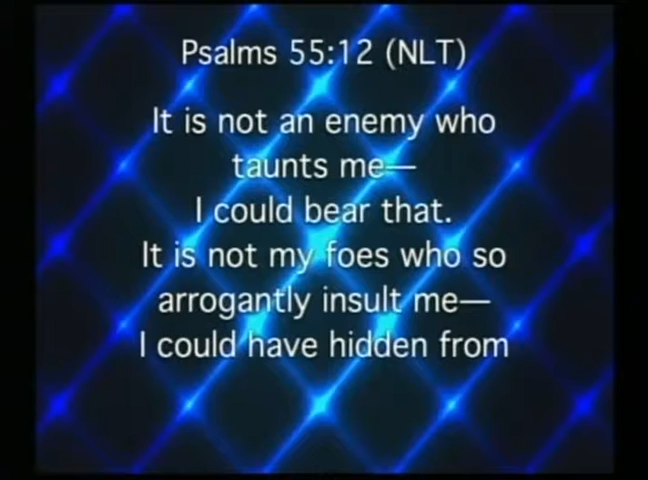 Psalms 55:12 (NLT)
It is not an enemy who
taunts me—
I could bear that.
It is not my foes who so
arrogantly insult me—
I could have hidden from